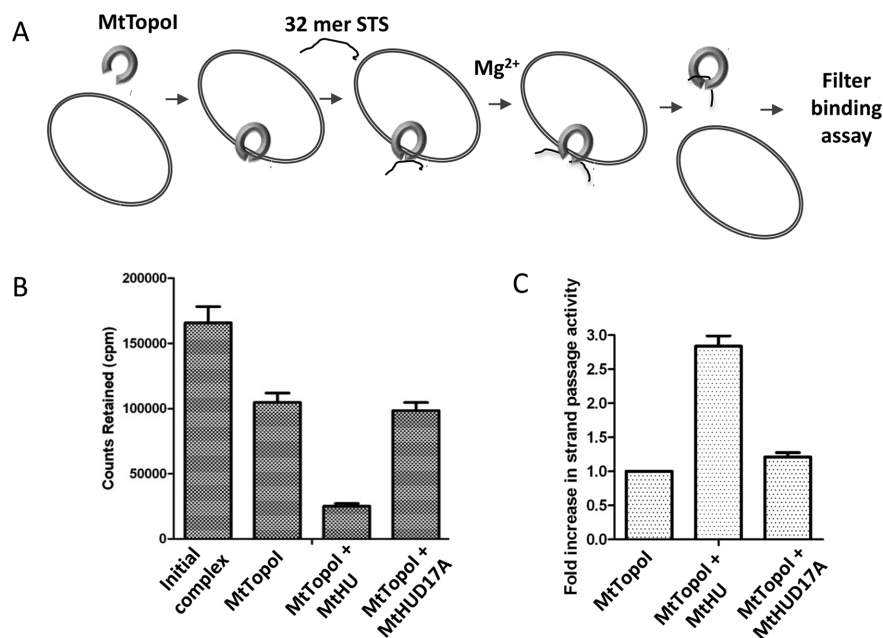 A
MtTopoI
32 mer STS
Mg2+
Filter
binding
assay
B
Counts Retained (cpm)
200000
150000
100000
50000
0
Initial
complex
MtTopoI
MtTopoI +
MtHU
MtTopoI +
MtHUD17A
C
Fold increase in strand passage activity
3.0
2.5
2.0
1.5
1.0
0.5
0.0
MtTopoI
MtTopoI +
MtHU
MtTopoI +
MtHUD17A